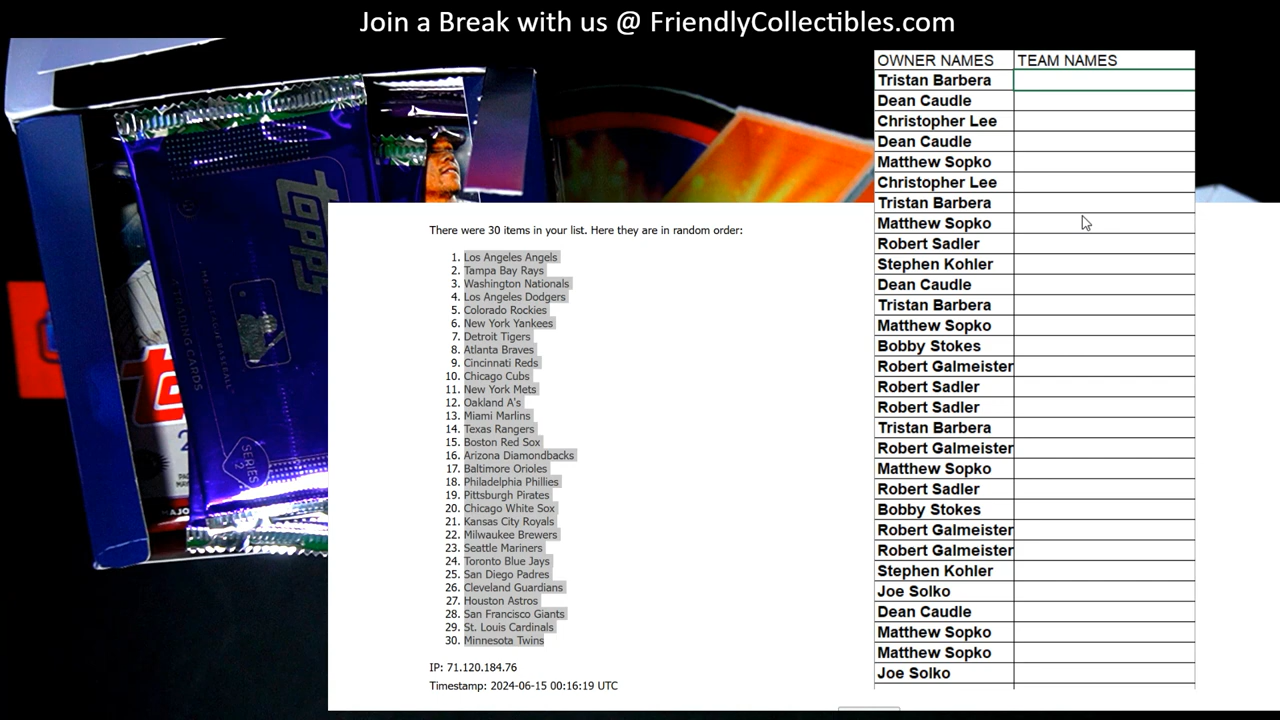 Join a Break with us @ FriendlyCollectibles.com
OWNER NAMES TEAM NAMES
Tristan Barbera
Dean Caudle
Christopher Lee
Dean Caudle
Matthew Sopko
Christopher Lee
Tristan Barbera
Matthew Sopko
Robert Sadler
Stephen Kohler
Dean Caudle
Tristan Barbera
Matthew Sopko
Bobby Stokes
Robert Galmeister
Robert Sadler
Robert Sadler
Tristan Barbera
Robert Galmeister
Matthew Sopko
Robert Sadler
Bobby Stokes
Robert Galmeister
Robert Galmeister
Stephen Kohler
Joe Solko
Dean Caudle
Matthew Sopko
Matthew Sopko
Joe Solko
There were 30 items in your list. Here they are in random order:
1. Los Angeles Angels
2. Tampa Bay Rays
3. Washington Nationals
4. Los Angeles Dodgers
5. Colorado Rockies
6. New York Yankees
7. Detroit Tigers
8. Atlanta Braves
9. Cincinnati Reds
10. Chicago Cubs
11. New York Mets
12. Oakland A's
13. Miami Marlins
14. Texas Rangers
15. Boston Red Sox
16. Arizona Diamondbacks
17. Baltimore Orioles
18. Philadelphia Phillies
19. Pittsburgh Pirates
20. Chicago White Sox
21. Kansas City Royals
22. Milwaukee Brewers
23. Seattle Mariners
24. Toronto Blue Jays
25. San Diego Padres
26. Cleveland Guardians
27. Houston Astros
28. San Francisco Giants
29. St. Louis Cardinals
30. Minnesota Twins
IP: 71.120.184.76
Timestamp: 2024-06-15 00:16:19 UTC
topps
MAJOR LEAGUE BASEBALL
TRADING CARDS
SERIES
2